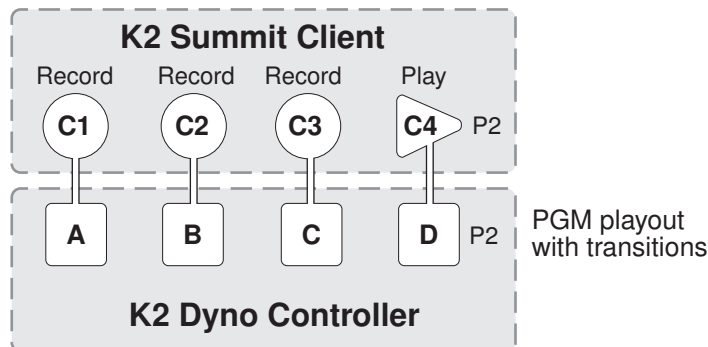 K2 Summit Client
Record Record Record Play
C1 C2 C3 C4 P2
A B C D P2
PGM playout
with transitions
K2 Dyno Controller